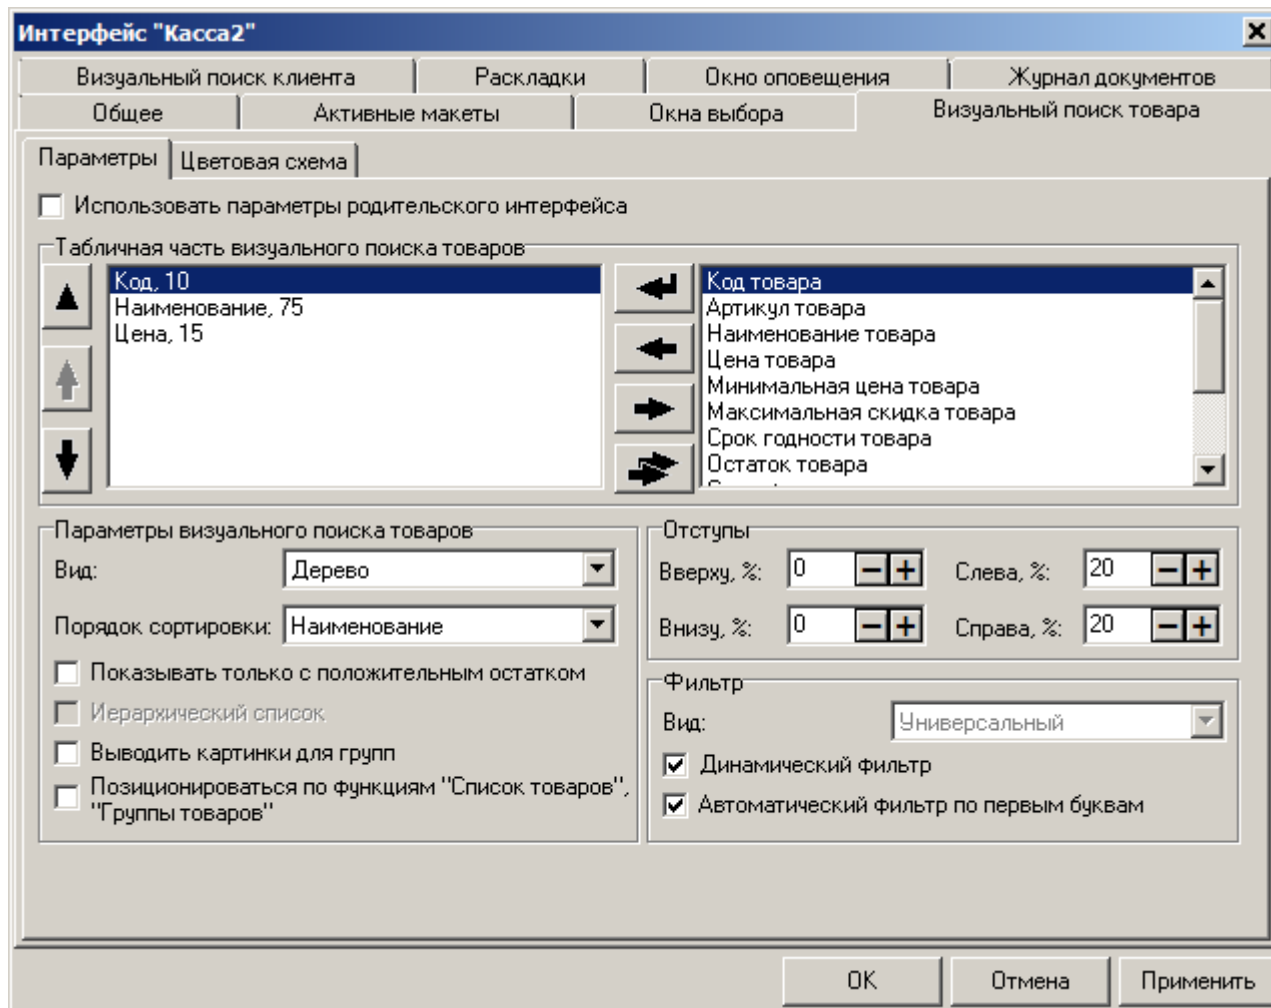 Интерфейс "Касса2"
Визуальный поиск клиента
Раскладки
Окно оповещения
Журнал документов
Общее
Активные макеты
Окна выбора
Визуальный поиск товара
Параметры
Цветовая схема
Использовать параметры родительского интерфейса
Табличная часть визуального поиска товаров
Код, 10
Наименование, 75
Цена, 15
Код товара
Артикул товара
Наименование товара
Цена товара
Минимальная цена товара
Максимальная скидка товара
Срок годности товара
Остаток товара
Параметры визуального поиска товаров
Вид:
Дерево
Порядок сортировки:
Наименование
Показывать только с положительным остатком
Иерархический список
Выводить картинки для групп
Позиционироваться по функциям "Список товаров",
"Группы товаров"
Отступы
Вверху, %:
0
Слева, %:
20
Внизу, %:
0
Справа, %:
20
Фильтр
Вид:
Универсальный
Динамический фильтр
Автоматический фильтр по первым буквам
OK
Отмена
Применить